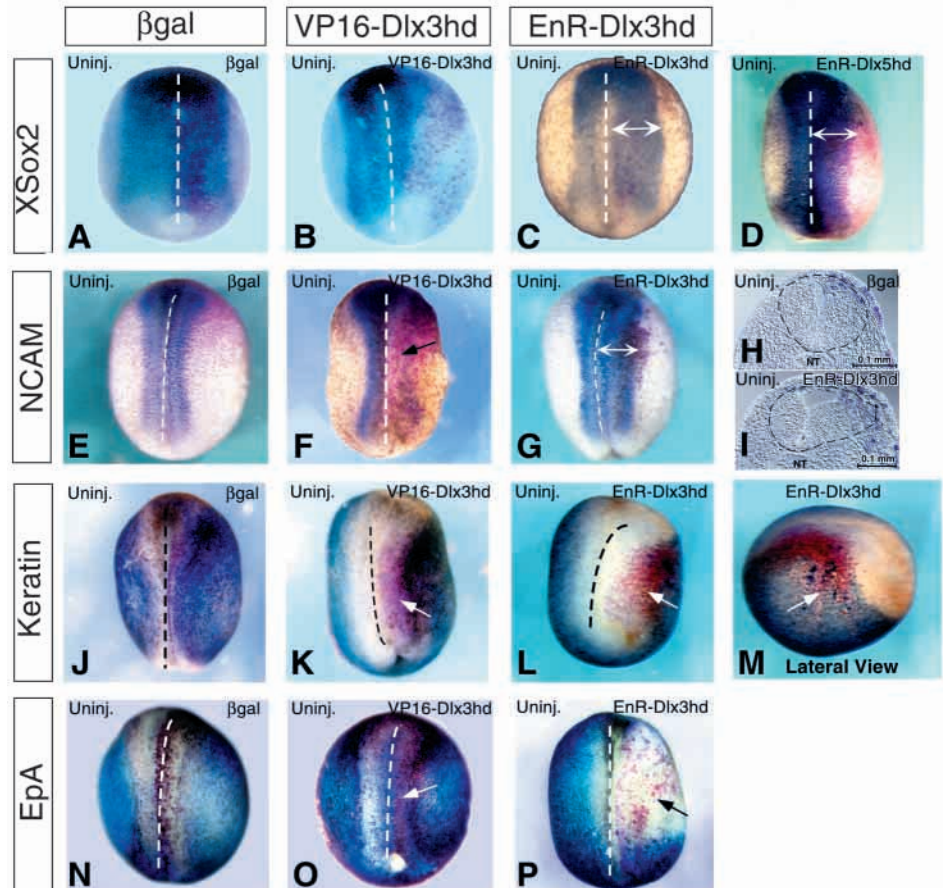 βgal
VP16-Dlx3hd
EnR-Dlx3hd
XSox2
Uninj. βgal
A
Uninj. VP16-Dlx3hd
B
Uninj. EnR-Dlx3hd
C
Uninj. EnR-Dlx5hd
D
NCAM
Uninj. βgal
E
Uninj. VP16-Dlx3hd
F
Uninj. EnR-Dlx3hd
G
Uninj. βgal
H
NT
0.1 mm
Uninj. EnR-Dlx3hd
I
NT
0.1 mm
Keratin
Uninj. βgal
J
Uninj. VP16-Dlx3hd
K
Uninj. EnR-Dlx3hd
L
EnR-Dlx3hd
M
Lateral View
EpA
Uninj. βgal
N
Uninj. VP16-Dlx3hd
O
Uninj. EnR-Dlx3hd
P